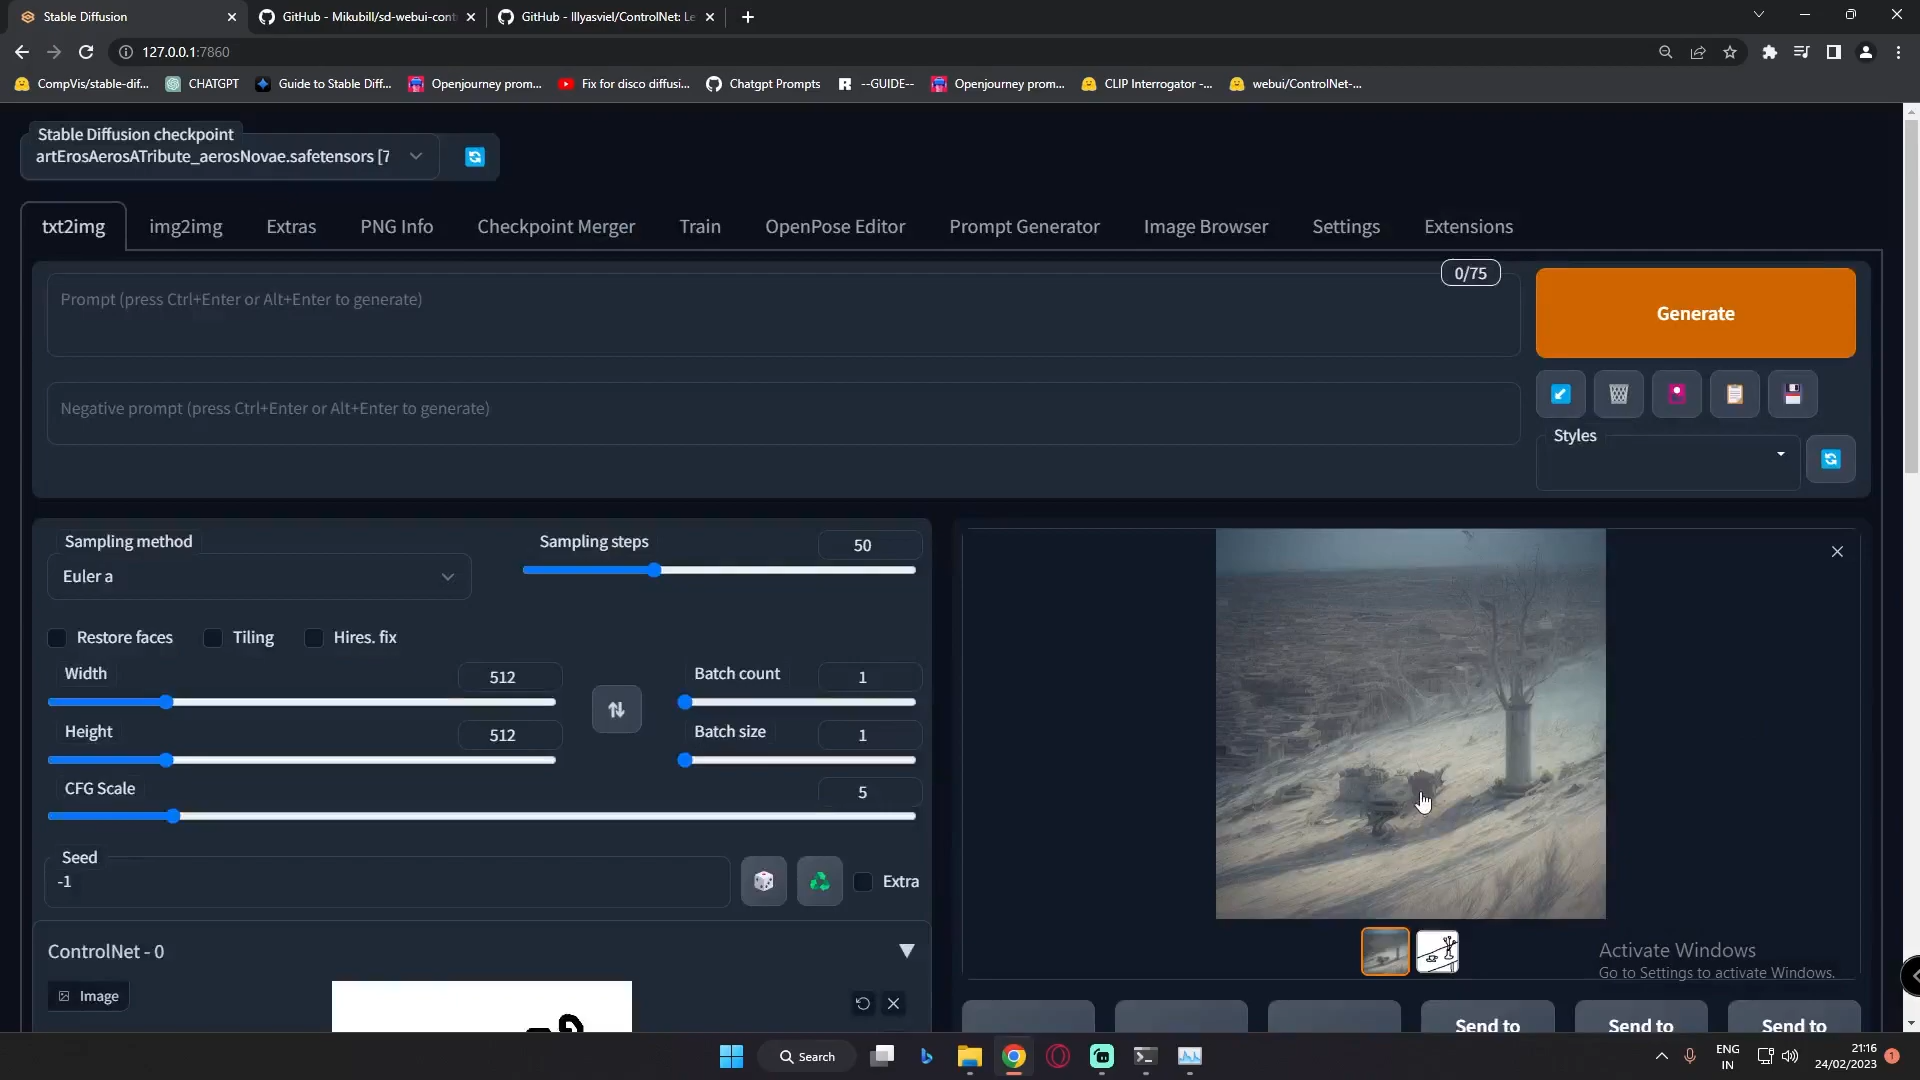 Stable Diffusion
GitHub - Mikubill/sd-webui-cont
GitHub - lllyasviel/ControlNet: Le
127.0.0.1:7860
CompVis/stable-dif...
CHATGPT
Guide to Stable Diff...
Openjourney prom...
Fix for disco diffusi...
Chatgpt Prompts
--GUIDE--
Openjourney prom...
CLIP Interrogator -...
webui/ControlNet-...
Stable Diffusion checkpoint
artErosAerosATribute_aerosNovae.safetensors [7
txt2img
img2img
Extras
PNG Info
Checkpoint Merger
Train
OpenPose Editor
Prompt Generator
Image Browser
Settings
Extensions
0/75
Prompt (press Ctrl+Enter or Alt+Enter to generate)
Generate
Negative prompt (press Ctrl+Enter or Alt+Enter to generate)
Styles
Sampling method
Euler a
Sampling steps
50
Restore faces
Tiling
Hires. fix
Width
512
Batch count
1
Height
512
Batch size
1
CFG Scale
5
Seed
-1
Extra
ControlNet - 0
Image
Activate Windows
Go to Settings to activate Windows.
Send to
Send to
Send to
Search
ENG
IN
21:16
24/02/2023
1